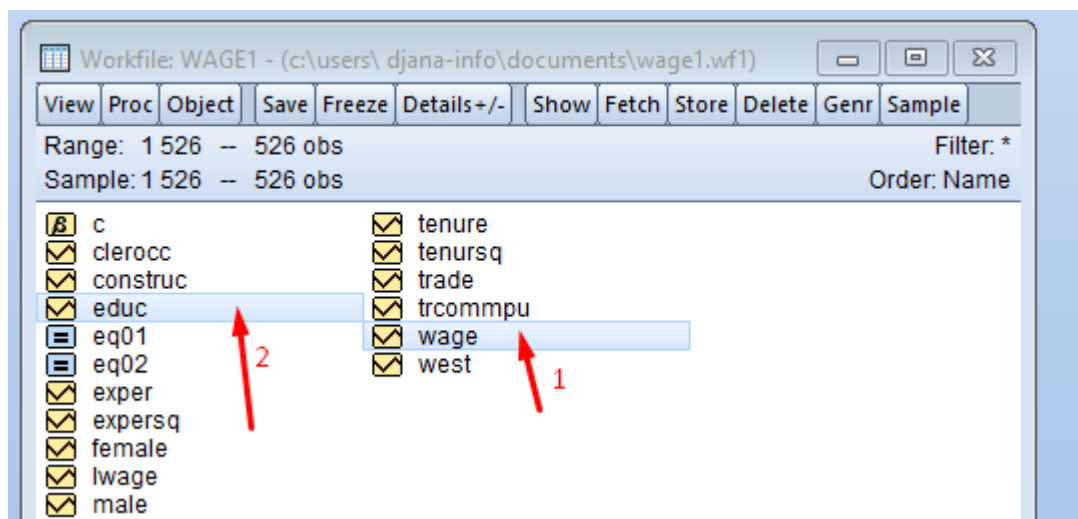 Workfile: WAGE1 - (c:\users\ djana-info\documents\wage1.wf1)
View Proc Object Save Freeze Details+/- Show Fetch Store Delete Genr Sample
Range: 1 526 -- 526 obs Filter: *
Sample: 1 526 -- 526 obs Order: Name
β c
clerocc
construc
educ
eq01
eq02
exper
expersq
female
lwage
male
tenure
tenursq
trade
trcommpu
wage
west
2
1